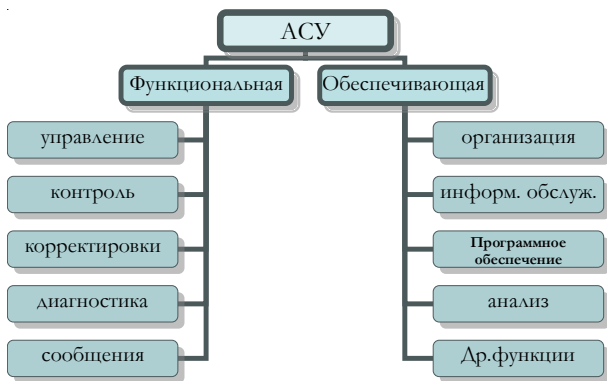 АСУ
Функциональная
Обеспечивающая
управление
организация
контроль
информ. обслуж.
корректировки
Программное
обеспечение
диагностика
анализ
сообщения
Др.функции